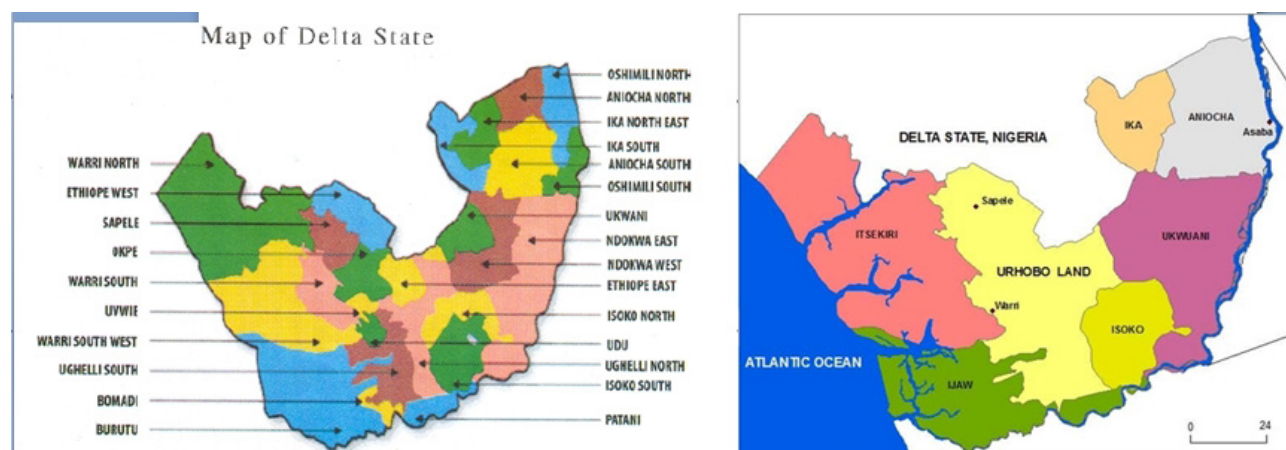 Map of Delta State
WARRI NORTH
ETHIOPE WEST
SAPELE
OKPE
WARRI SOUTH
UVWIE
WARRI SOUTH WEST
UGHELLI SOUTH
BOMADI
BURUTU
OSHIMILI NORTH
ANIOCHA NORTH
IKA NORTH EAST
IKA SOUTH
ANIOCHA SOUTH
OSHIMILI SOUTH
UKWANI
NDOKWA EAST
NDOKWA WEST
ETHIOPE EAST
ISOKO NORTH
UDU
UGHELLI NORTH
ISOKO SOUTH
PATANI
DELTA STATE, NIGERIA
IKA
ANIOCHA
Asaba
Sapele
ITSEKIRI
UKWUANI
URHOBO LAND
Warri
ISOKO
ATLANTIC OCEAN
IJAW
0 24